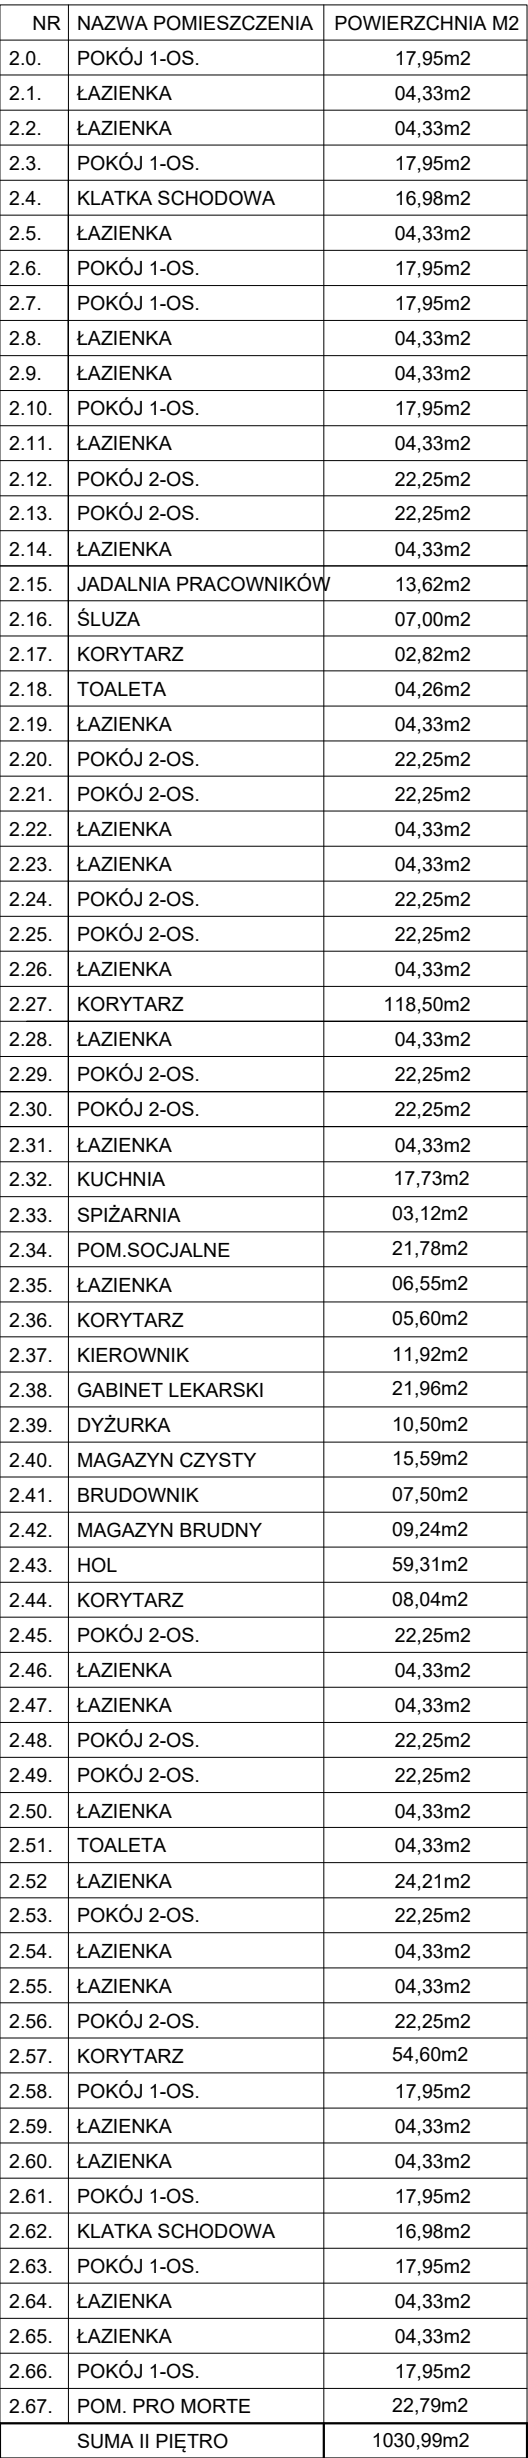 NR NAZWA POMIESZCZENIA POWIERZCHNIA M2
2.0. POKÓJ 1-OS. 17,95m2
2.1. ŁAZIENKA 04,33m2
2.2. ŁAZIENKA 04,33m2
2.3. POKÓJ 1-OS. 17,95m2
2.4. KLATKA SCHODOWA 16,98m2
2.5. ŁAZIENKA 04,33m2
2.6. POKÓJ 1-OS. 17,95m2
2.7. POKÓJ 1-OS. 17,95m2
2.8. ŁAZIENKA 04,33m2
2.9. ŁAZIENKA 04,33m2
2.10. POKÓJ 1-OS. 17,95m2
2.11. ŁAZIENKA 04,33m2
2.12. POKÓJ 2-OS. 22,25m2
2.13. POKÓJ 2-OS. 22,25m2
2.14. ŁAZIENKA 04,33m2
2.15. JADALNIA PRACOWNIKÓW 13,62m2
2.16. ŚLUZA 07,00m2
2.17. KORYTARZ 02,82m2
2.18. TOALETA 04,26m2
2.19. ŁAZIENKA 04,33m2
2.20. POKÓJ 2-OS. 22,25m2
2.21. POKÓJ 2-OS. 22,25m2
2.22. ŁAZIENKA 04,33m2
2.23. ŁAZIENKA 04,33m2
2.24. POKÓJ 2-OS. 22,25m2
2.25. POKÓJ 2-OS. 22,25m2
2.26. ŁAZIENKA 04,33m2
2.27. KORYTARZ 118,50m2
2.28. ŁAZIENKA 04,33m2
2.29. POKÓJ 2-OS. 22,25m2
2.30. POKÓJ 2-OS. 22,25m2
2.31. ŁAZIENKA 04,33m2
2.32. KUCHNIA 17,73m2
2.33. SPIŻARNIA 03,12m2
2.34. POM.SOCJALNE 21,78m2
2.35. ŁAZIENKA 06,55m2
2.36. KORYTARZ 05,60m2
2.37. KIEROWNIK 11,92m2
2.38. GABINET LEKARSKI 21,96m2
2.39. DYŻURKA 10,50m2
2.40. MAGAZYN CZYSTY 15,59m2
2.41. BRUDOWNIK 07,50m2
2.42. MAGAZYN BRUDNY 09,24m2
2.43. HOL 59,31m2
2.44. KORYTARZ 08,04m2
2.45. POKÓJ 2-OS. 22,25m2
2.46. ŁAZIENKA 04,33m2
2.47. ŁAZIENKA 04,33m2
2.48. POKÓJ 2-OS. 22,25m2
2.49. POKÓJ 2-OS. 22,25m2
2.50. ŁAZIENKA 04,33m2
2.51. TOALETA 04,33m2
2.52 ŁAZIENKA 24,21m2
2.53. POKÓJ 2-OS. 22,25m2
2.54. ŁAZIENKA 04,33m2
2.55. ŁAZIENKA 04,33m2
2.56. POKÓJ 2-OS. 22,25m2
2.57. KORYTARZ 54,60m2
2.58. POKÓJ 1-OS. 17,95m2
2.59. ŁAZIENKA 04,33m2
2.60. ŁAZIENKA 04,33m2
2.61. POKÓJ 1-OS. 17,95m2
2.62. KLATKA SCHODOWA 16,98m2
2.63. POKÓJ 1-OS. 17,95m2
2.64. ŁAZIENKA 04,33m2
2.65. ŁAZIENKA 04,33m2
2.66. POKÓJ 1-OS. 17,95m2
2.67. POM. PRO MORTE 22,79m2
SUMA II PIĘTRO 1030,99m2